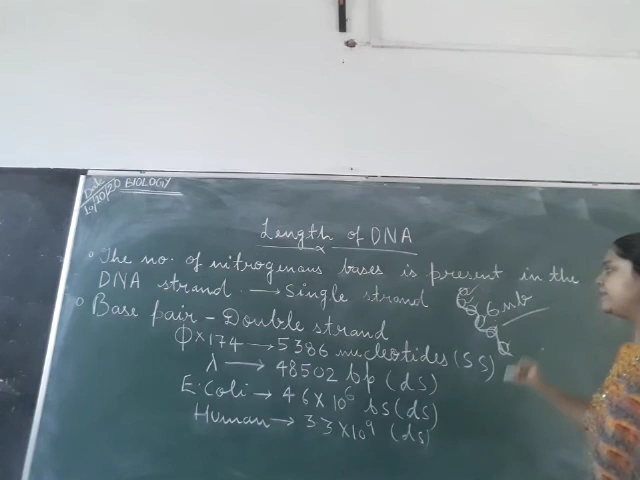 BIOLOGY
Length of DNA
The no. of nitrogenous bases is present in the
DNA strand → Single strand
Base pair - Double strand
φ×174 → 5386 nucleotides (SS)
λ → 48502 bp (ds)
E.Coli → 4.6×10⁶ bs (ds)
Human → 3.3×10⁹ (ds)
6 nb